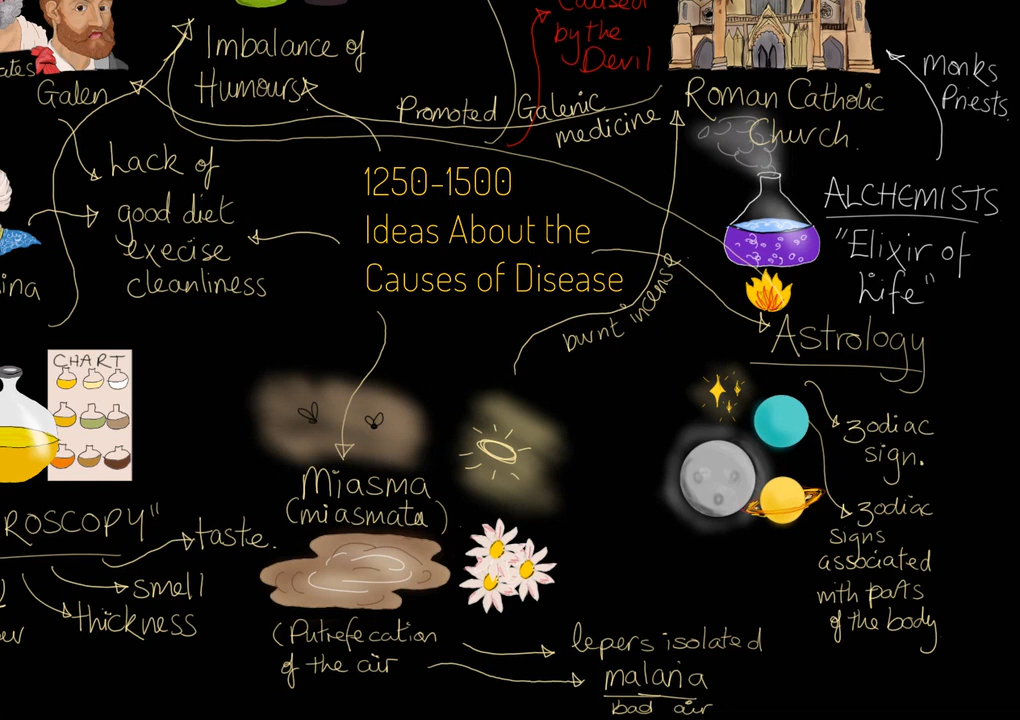 Caused
by the
Devil
Imbalance of
Humours
Galen
Promoted Galenic
medicine
Roman Catholic
Church.
Monks
Priests.
Lack of
good diet
execise
cleanliness
1250-1500
Ideas About the
Causes of Disease
ALCHEMISTS
"Elixir of
Life"
burnt incense.
Astrology
CHART
zodiac
sign.
zodiac
signs
associated
with parts
of the body
Miasma
(miasmata)
ROSCOPY"
taste.
smell
thickness
(Putrefecation
of the air
lepers isolated
malaria
bad air